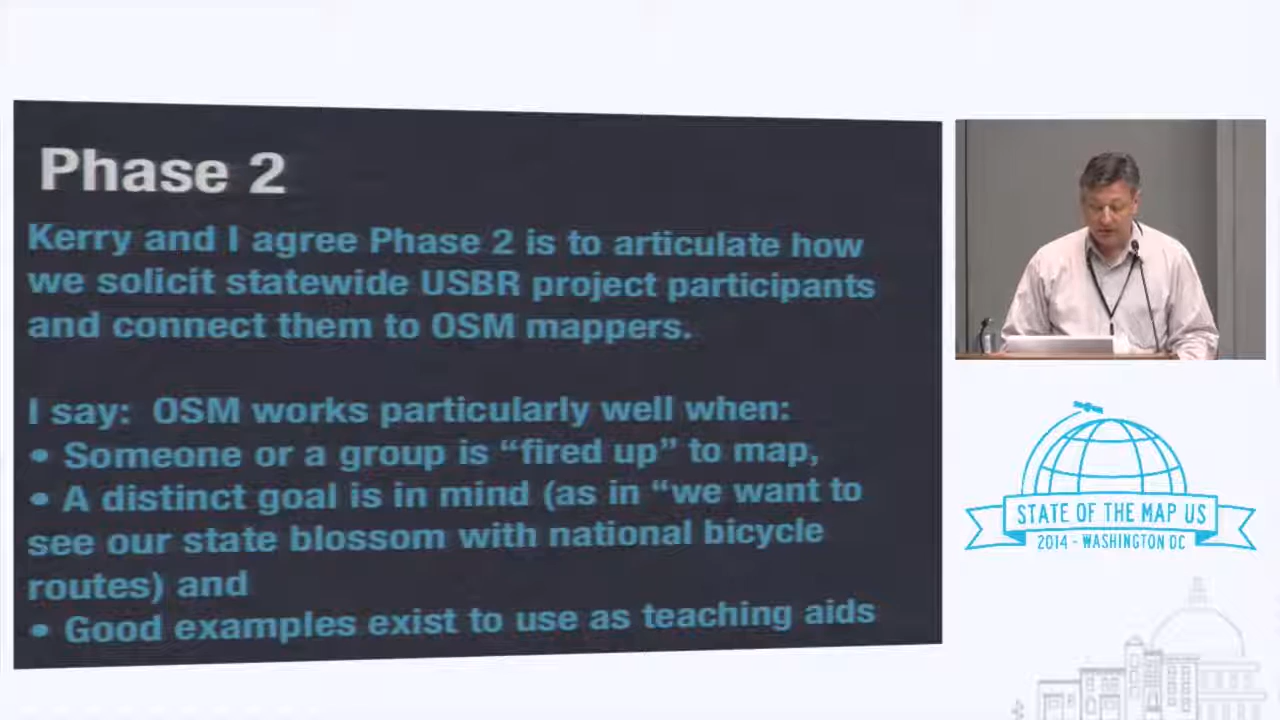 Phase 2
Kerry and I agree Phase 2 is to articulate how
we solicit statewide USBR project participants
and connect them to OSM mappers.
I say:  OSM works particularly well when:
• Someone or a group is “fired up” to map,
• A distinct goal is in mind (as in “we want to
see our state blossom with national bicycle
routes) and
• Good examples exist to use as teaching aids
STATE OF THE MAP US
2014 - WASHINGTON DC